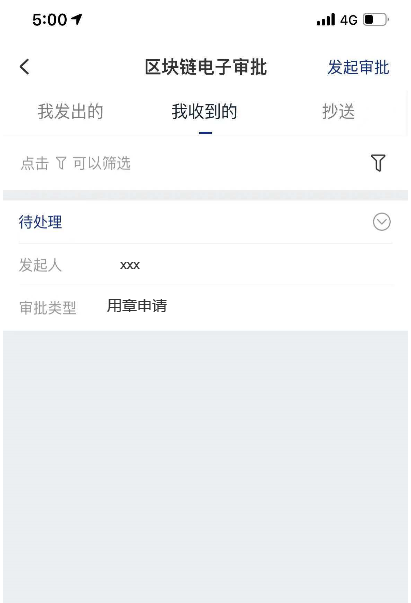 5:00 4G
区块链电子审批 发起审批
我发出的 我收到的 抄送
点击 可以筛选
待处理
发起人 xxx
审批类型 用章申请